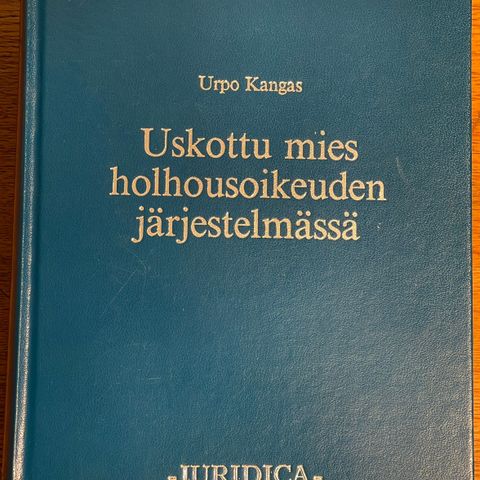 Urpo Kangas
Uskottu mies
holhousoikeuden
järjestelmässä
-JURIDICA-